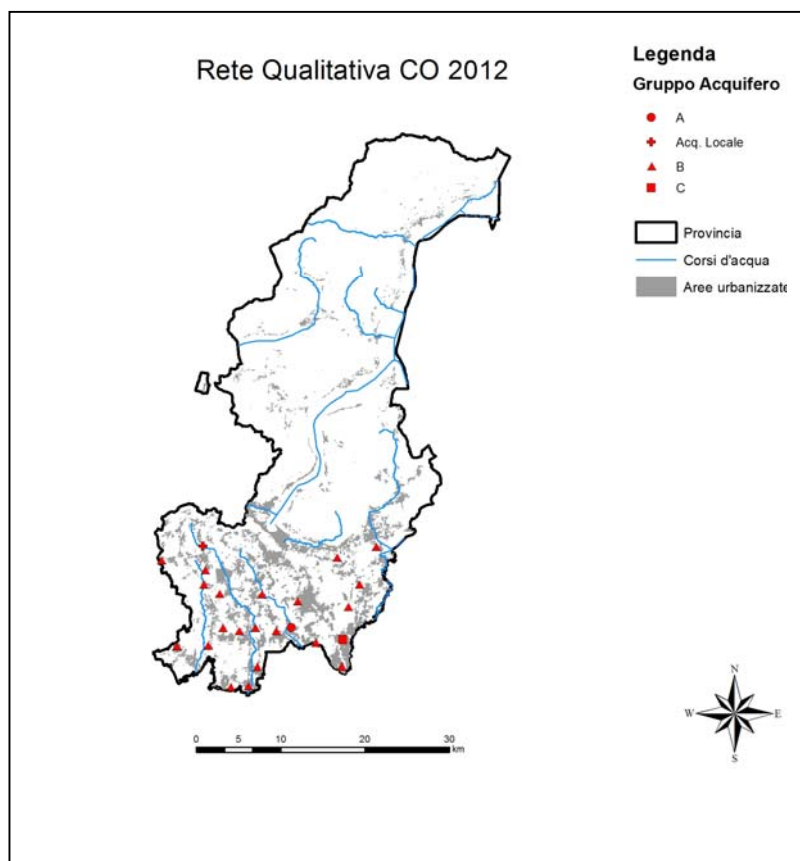 Rete Qualitativa CO 2012
Legenda
Gruppo Acquifero
A
Acq. Locale
B
C
Provincia
Corsi d'acqua
Aree urbanizzate
0 5 10 20 30
km
N
W E
S